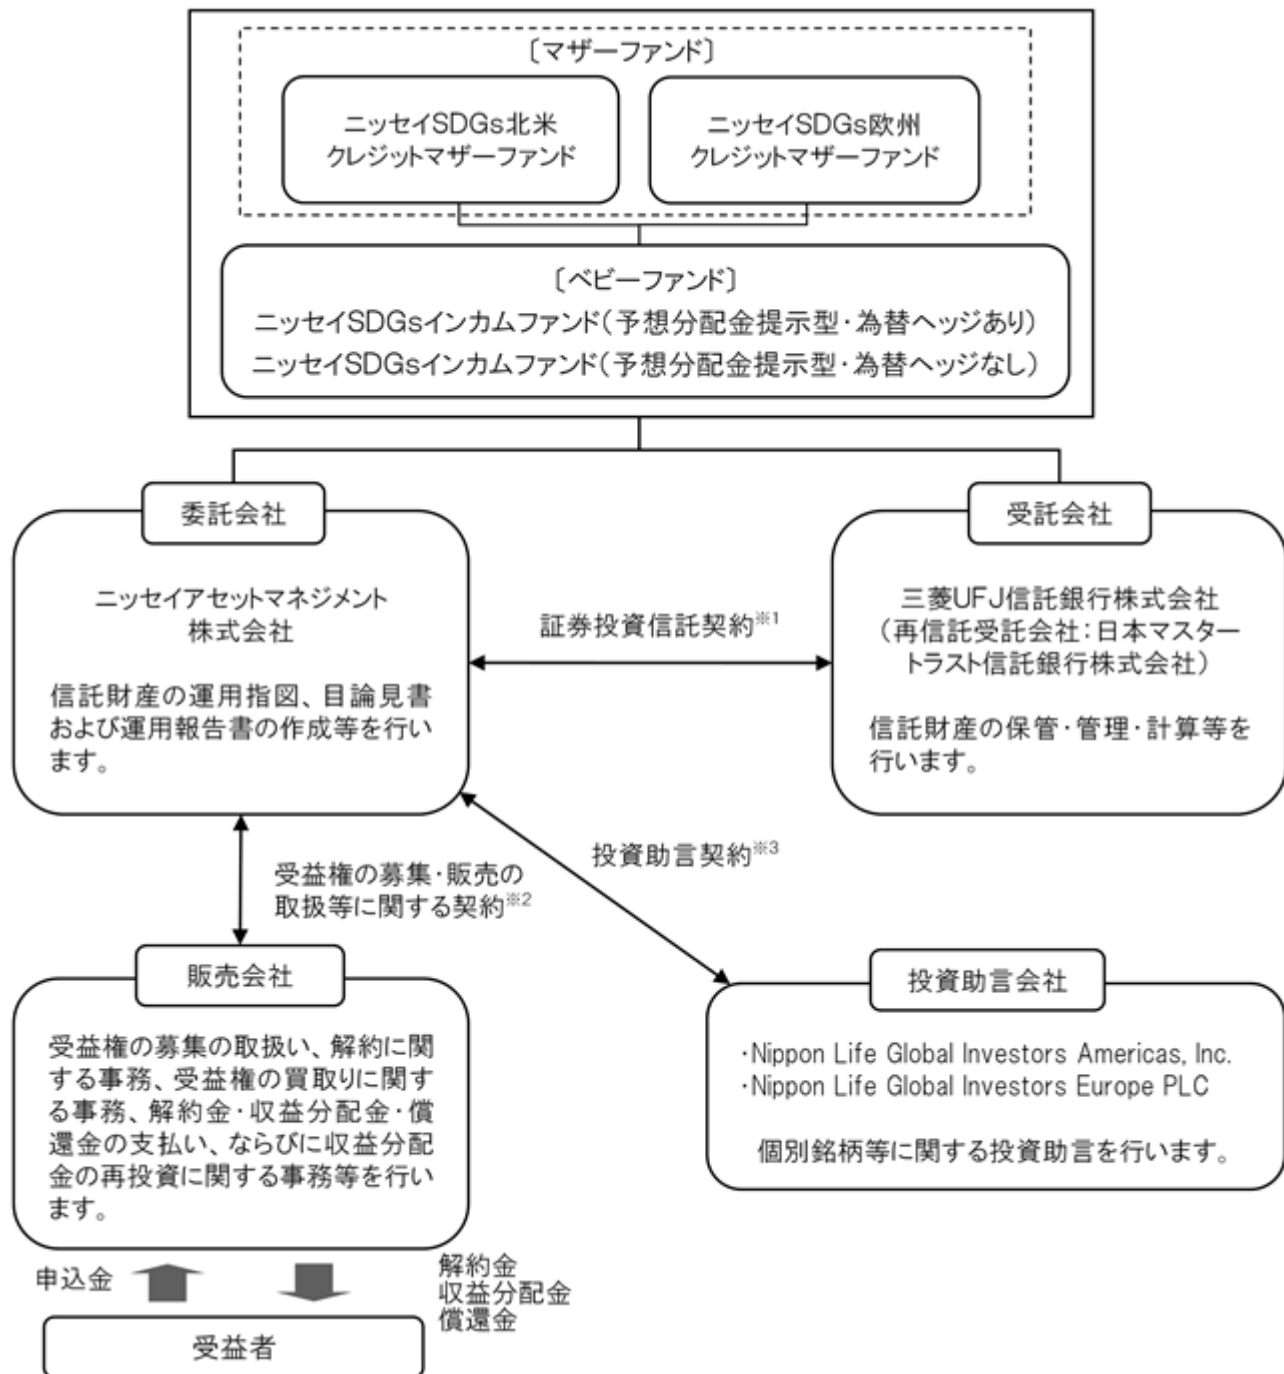 〔マザーファンド〕
ニッセイSDGs北米
クレジットマザーファンド
ニッセイSDGs欧州
クレジットマザーファンド
〔ベビーファンド〕
ニッセイSDGsインカムファンド(予想分配金提示型・為替ヘッジあり)
ニッセイSDGsインカムファンド(予想分配金提示型・為替ヘッジなし)
委託会社
ニッセイアセットマネジメント
株式会社
信託財産の運用指図、目論見書
および運用報告書の作成等を行い
ます。
証券投資信託契約※1
受託会社
三菱UFJ信託銀行株式会社
(再信託受託会社:日本マスター
トラスト信託銀行株式会社)
信託財産の保管・管理・計算等を
行います。
受益権の募集・販売の
取扱等に関する契約※2
投資助言契約※3
販売会社
受益権の募集の取扱い、解約に関
する事務、受益権の買取りに関す
る事務、解約金・収益分配金・償
還金の支払い、ならびに収益分配
金の再投資に関する事務等を行い
ます。
投資助言会社
・Nippon Life Global Investors Americas, Inc.
・Nippon Life Global Investors Europe PLC
個別銘柄等に関する投資助言を行います。
申込金
解約金
収益分配金
償還金
受益者